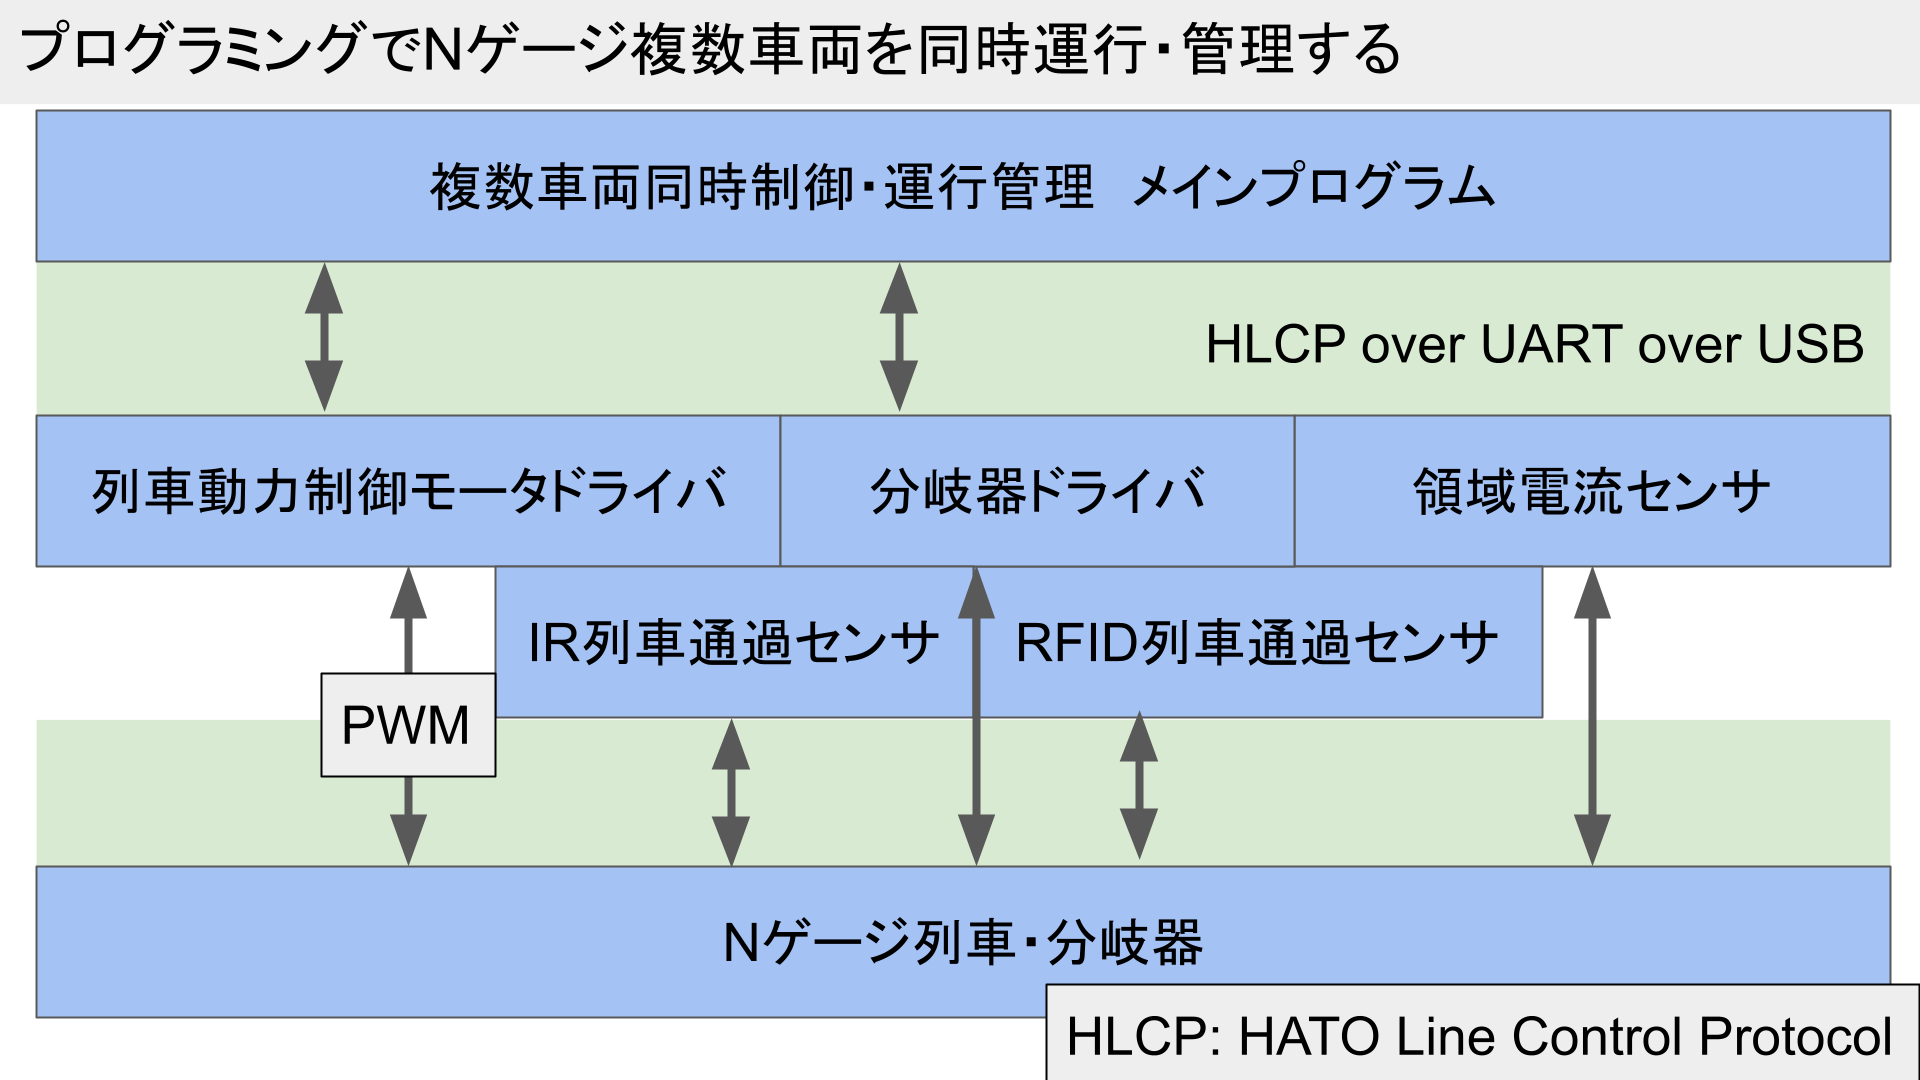 プログラミングでNゲージ複数車両を同時運行・管理する
複数車両同時制御・運行管理　メインプログラム
HLCP over UART over USB
列車動力制御モータドライバ
分岐器ドライバ
領域電流センサ
IR列車通過センサ
RFID列車通過センサ
PWM
Nゲージ列車・分岐器
HLCP: HATO Line Control Protocol